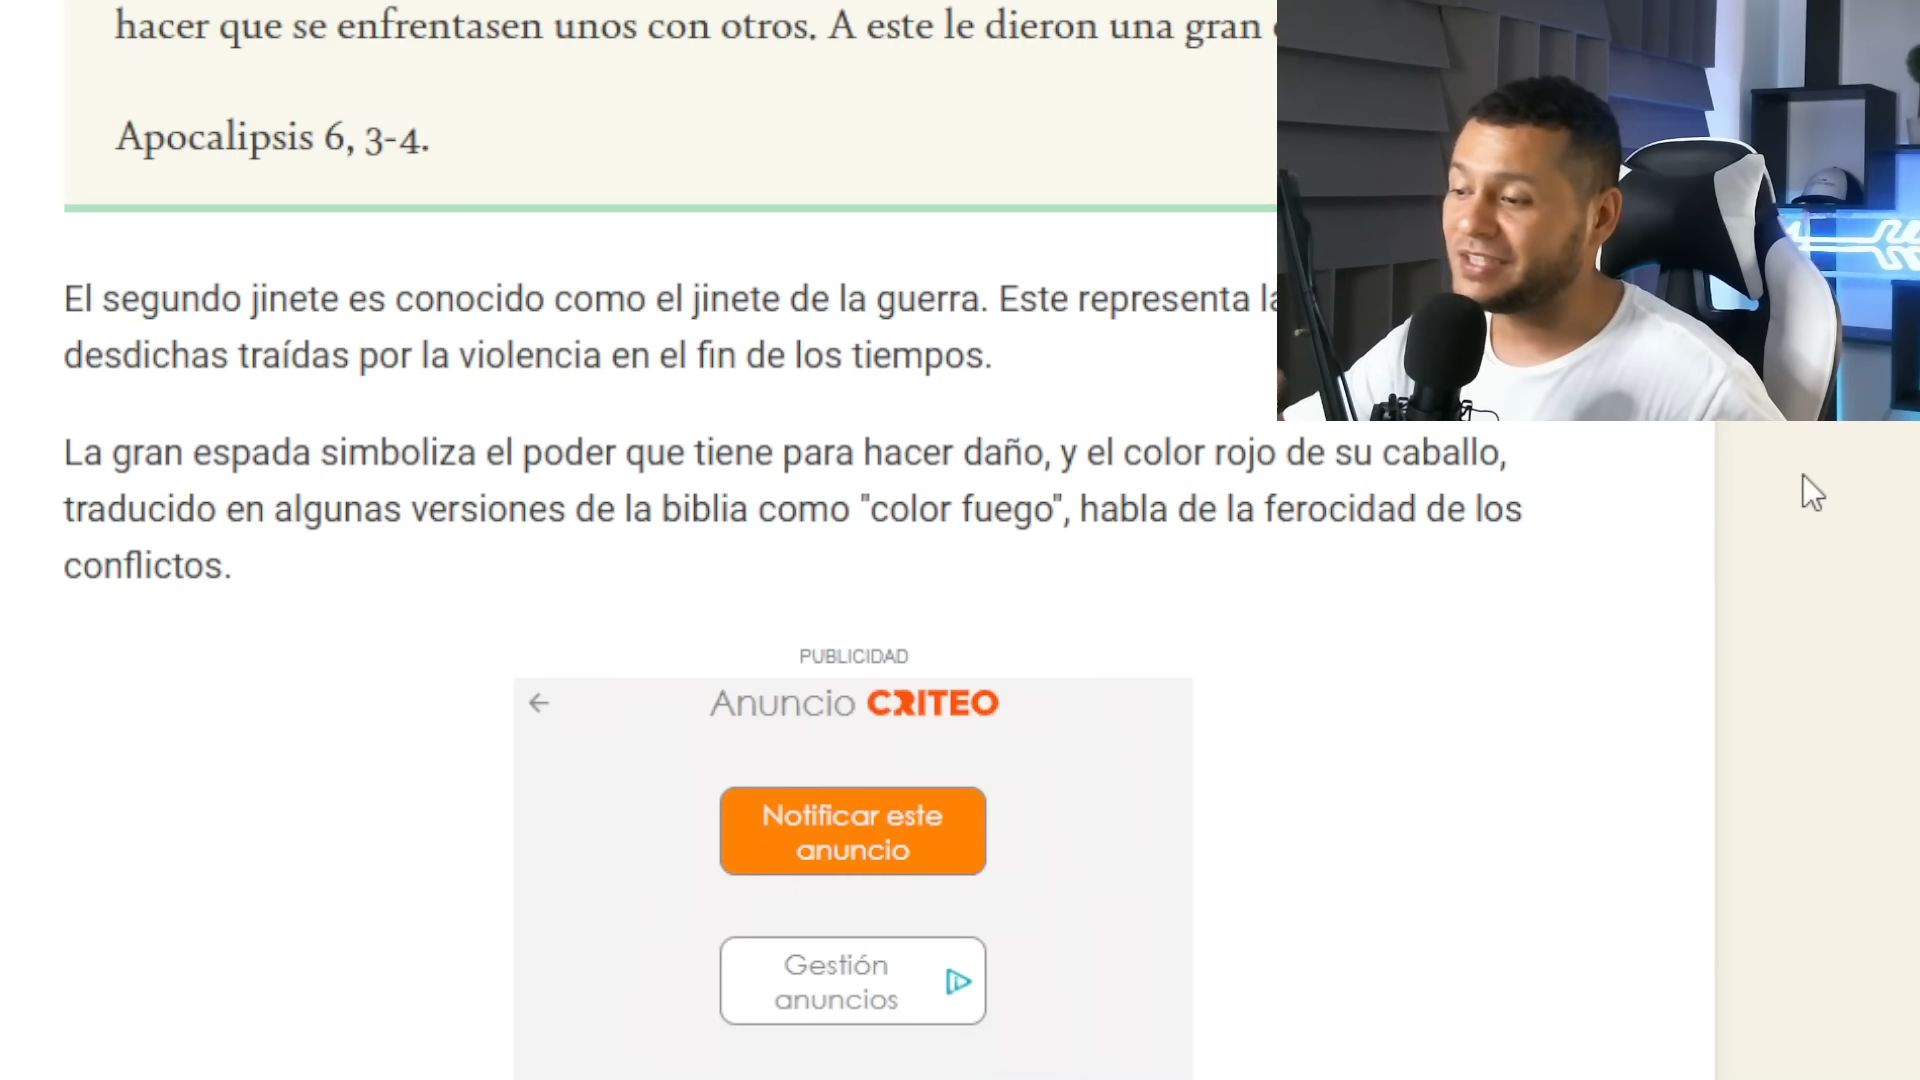 hacer que se enfrentasen unos con otros. A este le dieron una gran
Apocalipsis 6, 3-4.
El segundo jinete es conocido como el jinete de la guerra. Este representa
desdichas traídas por la violencia en el fin de los tiempos.
La gran espada simboliza el poder que tiene para hacer daño, y el color rojo de su caballo,
traducido en algunas versiones de la biblia como "color fuego", habla de la ferocidad de los
conflictos.
PUBLICIDAD
Anuncio CRITEO
Notificar este
anuncio
Gestión
anuncios